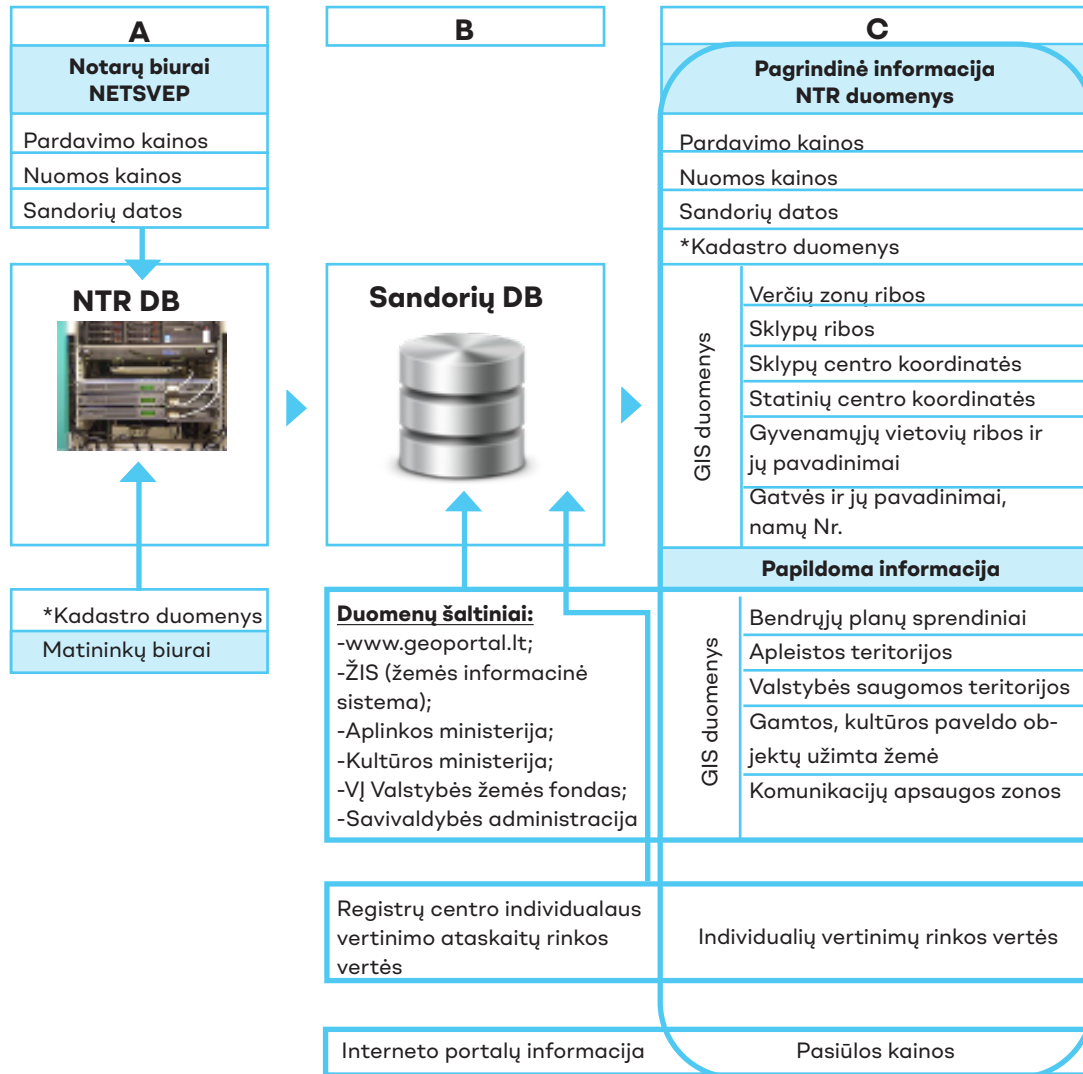 A
Notarų biurai
NETSVEP
Pardavimo kainos
Nuomos kainos
Sandorių datos
NTR DB
*Kadastro duomenys
Matininkų biurai
B
Sandorių DB
Duomenų šaltiniai:
-www.geoportal.lt;
-ŽIS (žemės informacinė
sistema);
-Aplinkos ministerija;
-Kultūros ministerija;
-VĮ Valstybės žemės fondas;
-Savivaldybės administracija
Registrų centro individualaus
vertinimo ataskaitų rinkos
vertės
Interneto portalų informacija
C
Pagrindinė informacija
NTR duomenys
Pardavimo kainos
Nuomos kainos
Sandorių datos
*Kadastro duomenys
GIS duomenys
Verčių zonų ribos
Sklypų ribos
Sklypų centro koordinatės
Statinių centro koordinatės
Gyvenamųjų vietovių ribos ir
jų pavadinimai
Gatvės ir jų pavadinimai,
namų Nr.
Papildoma informacija
GIS duomenys
Bendrųjų planų sprendiniai
Apleistos teritorijos
Valstybės saugomos teritorijos
Gamtos, kultūros paveldo ob-
jektų užimta žemė
Komunikacijų apsaugos zonos
Individualių vertinimų rinkos vertės
Pasiūlos kainos